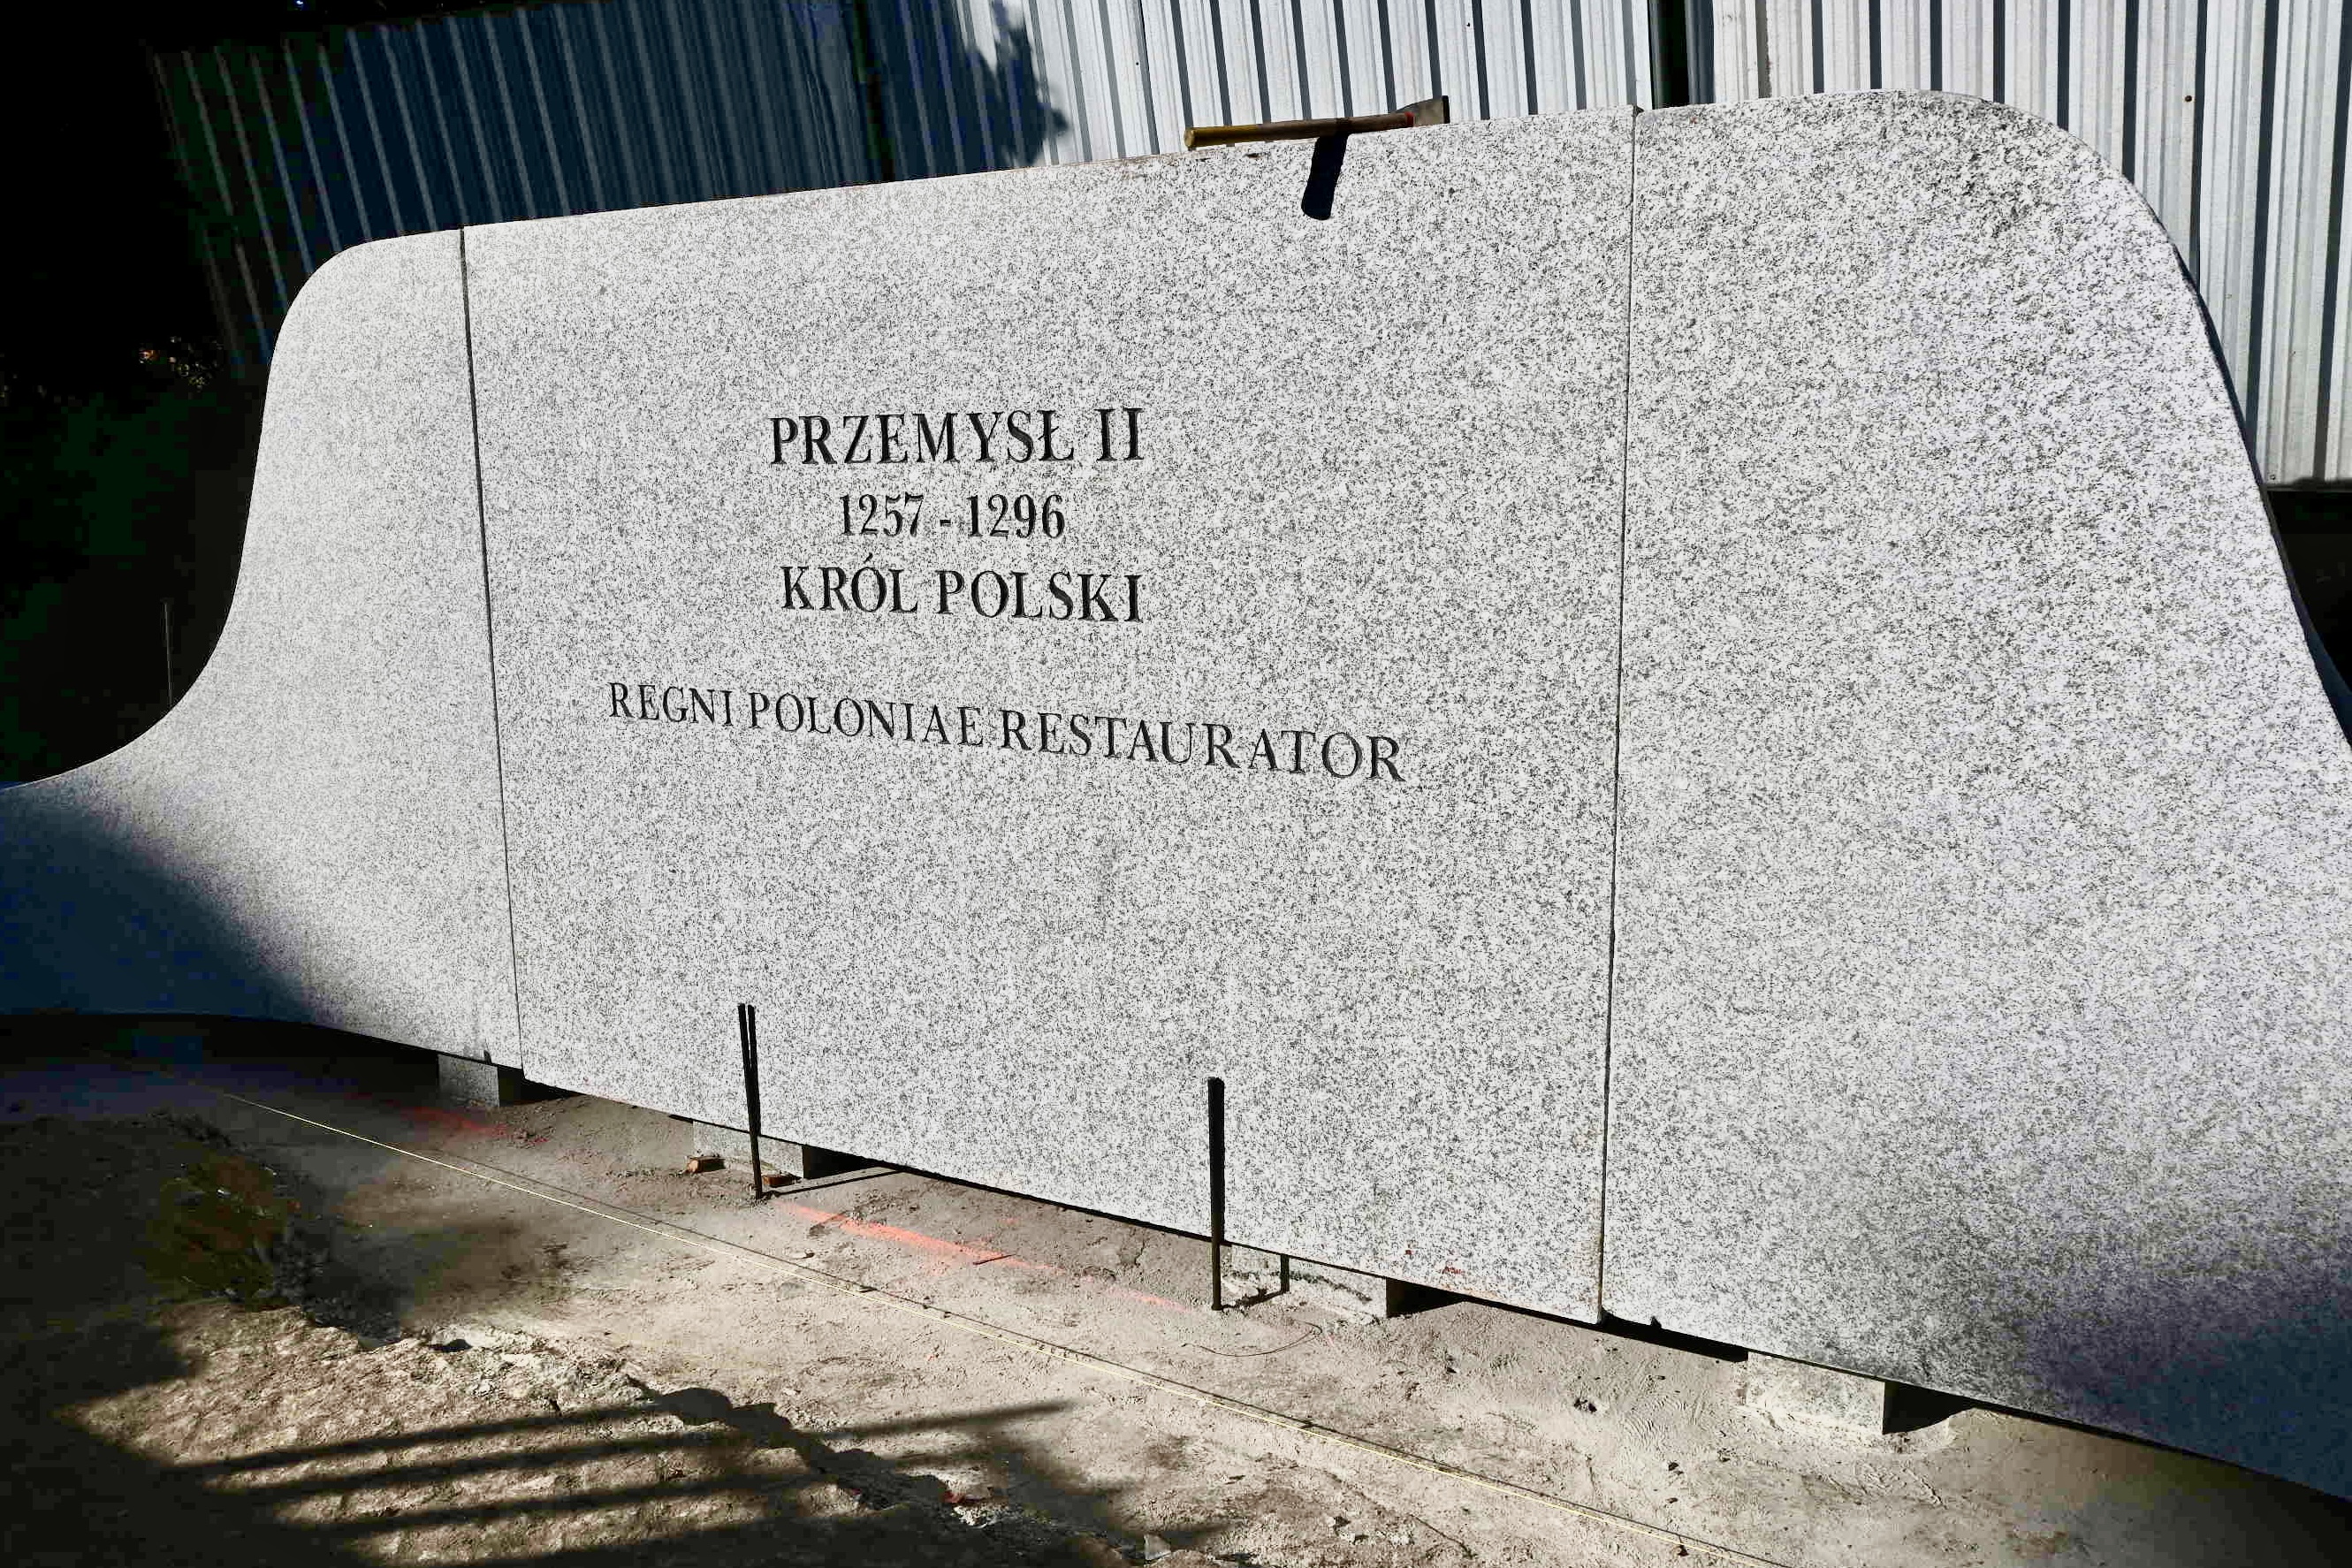 PRZEMYSŁ II
1257 - 1296
KRÓL POLSKI
REGNI POLONIAE RESTAURATOR